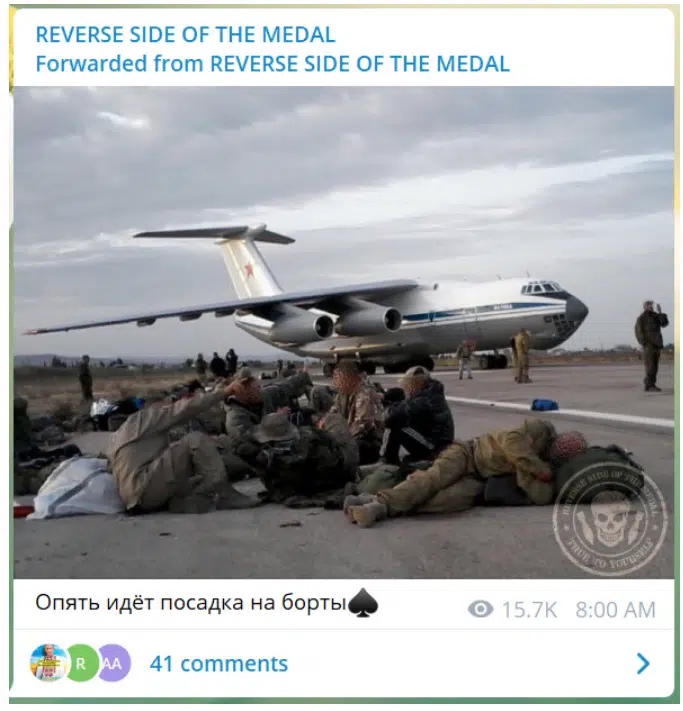 REVERSE SIDE OF THE MEDAL
Forwarded from REVERSE SIDE OF THE MEDAL
REVERSE SIDE OF THE MEDAL
TRUE TO YOURSELF
Опять идёт посадка на борты♠
15.7K 8:00 AM
R
AA
41 comments